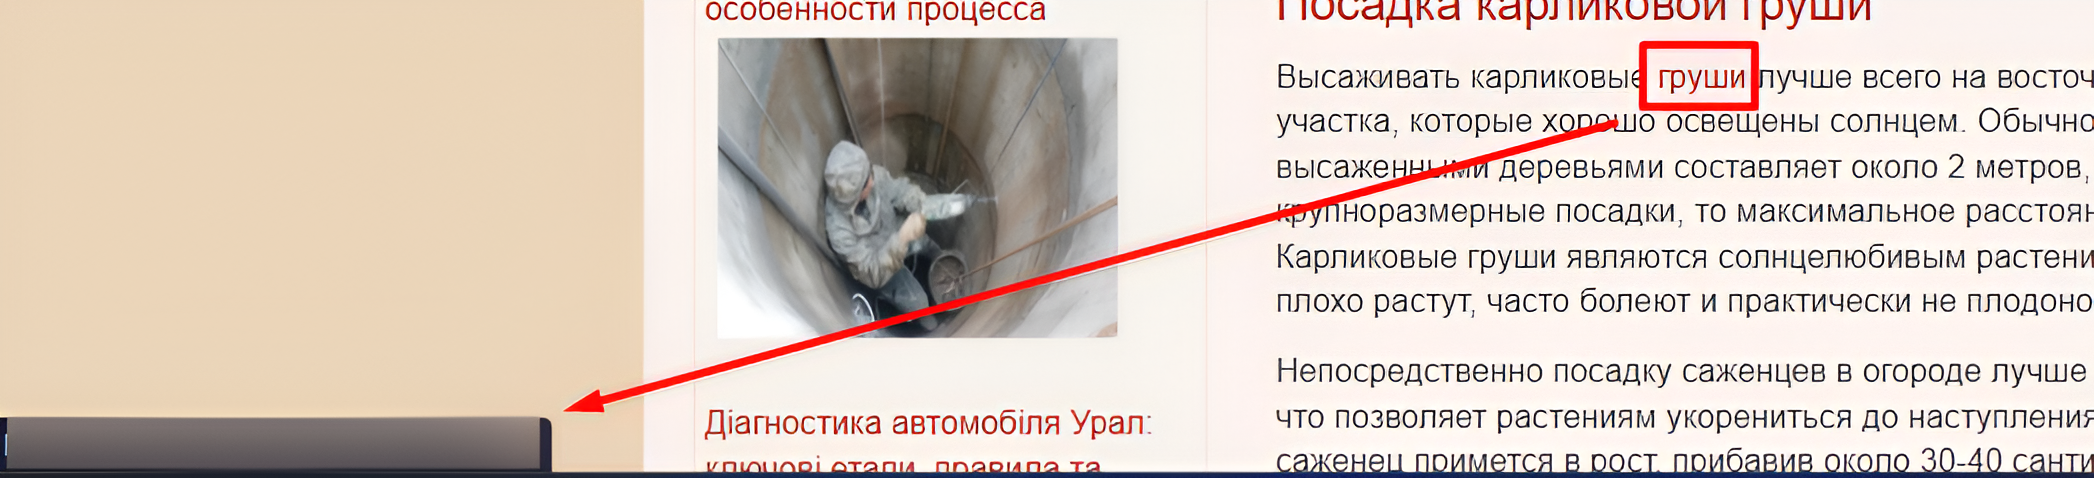 особенности процесса
Діагностика автомобіля Урал:
ключові етапи, правила та
Посадка карликовой груши
Высаживать карликовые груши лучше всего на восточ
участка, которые хорошо освещены солнцем. Обычно
высаженными деревьями составляет около 2 метров,
крупноразмерные посадки, то максимальное расстоян
Карликовые груши являются солнцелюбивым растени
плохо растут, часто болеют и практически не плодоно
Непосредственно посадку саженцев в огороде лучше
что позволяет растениям укорениться до наступления
саженец примется в рост, прибавив около 30-40 санти